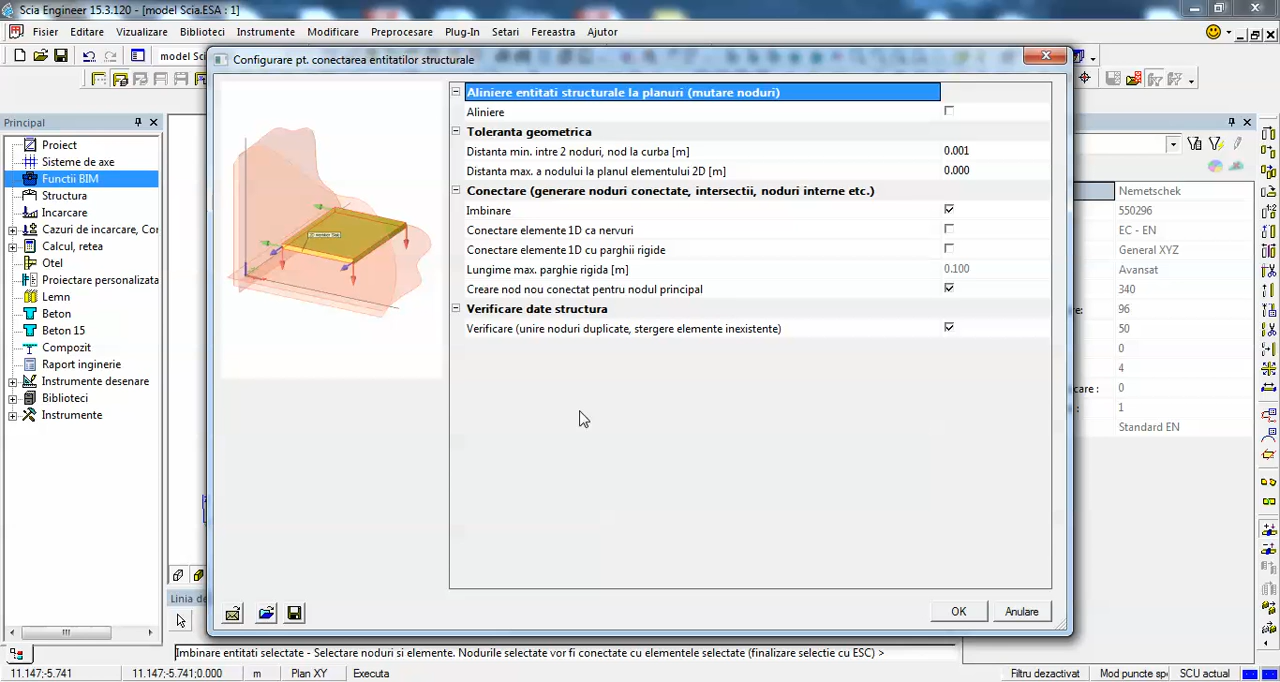 Scia Engineer 15.3.120 - [model Scia.ESA : 1]
Fisier Editare Vizualizare Biblioteci Instrumente Modificare Preprocesare Plug-In Setari Fereastra Ajutor
model Sci
Configurare pt. conectarea entitatilor structurale
Principal
Proiect
Sisteme de axe
Functii BIM
Structura
Incarcare
Cazuri de incarcare, Cor
Calcul, retea
Otel
Proiectare personalizata
Lemn
Beton
Beton 15
Compozit
Raport inginerie
Instrumente desenare
Biblioteci
Instrumente
Aliniere entitati structurale la planuri (mutare noduri)
Aliniere
Toleranta geometrica
Distanta min. intre 2 noduri, nod la curba [m] 0.001
Distanta max. a nodului la planul elementului 2D [m] 0.000
Conectare (generare noduri conectate, intersectii, noduri interne etc.)
Imbinare
Conectare elemente 1D ca nervuri
Conectare elemente 1D cu parghii rigide
Lungime max. parghie rigida [m] 0.100
Creare nod nou conectat pentru nodul principal
Verificare date structura
Verificare (unire noduri duplicate, stergere elemente inexistente)
OK Anulare
Nemetschek
550296
EC - EN
General XYZ
Avansat
340
e: 96
50
0
4
care : 0
: 1
Standard EN
Linia de
Imbinare entitati selectate - Selectare noduri si elemente. Nodurile selectate vor fi conectate cu elementele selectate (finalizare selectie cu ESC) >
11.147;-5.741 11.147;-5.741;0.000 m Plan XY Executa Filtru dezactivat Mod puncte sp SCU actual